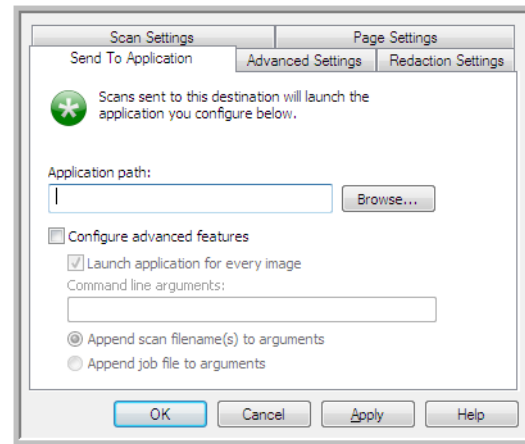 Scan Settings
Page Settings
Send To Application
Advanced Settings
Redaction Settings
Scans sent to this destination will launch the
application you configure below.
Application path:
Browse...
Configure advanced features
Launch application for every image
Command line arguments:
Append scan filename(s) to arguments
Append job file to arguments
OK
Cancel
Apply
Help